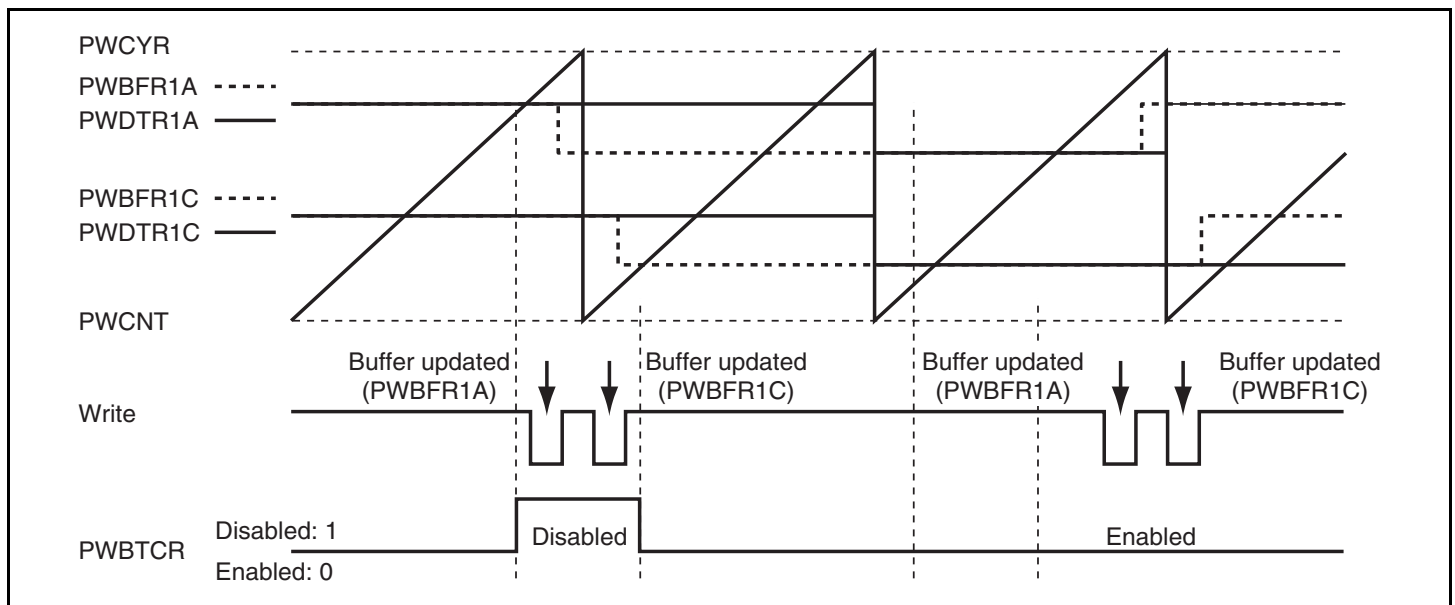 PWCYR
PWBFR1A
PWDTR1A
PWBFR1C
PWDTR1C
PWCNT
Buffer updated
(PWBFR1A)
Buffer updated
(PWBFR1C)
Buffer updated
(PWBFR1A)
Buffer updated
(PWBFR1C)
Write
PWBTCR
Disabled: 1
Enabled: 0
Disabled
Enabled